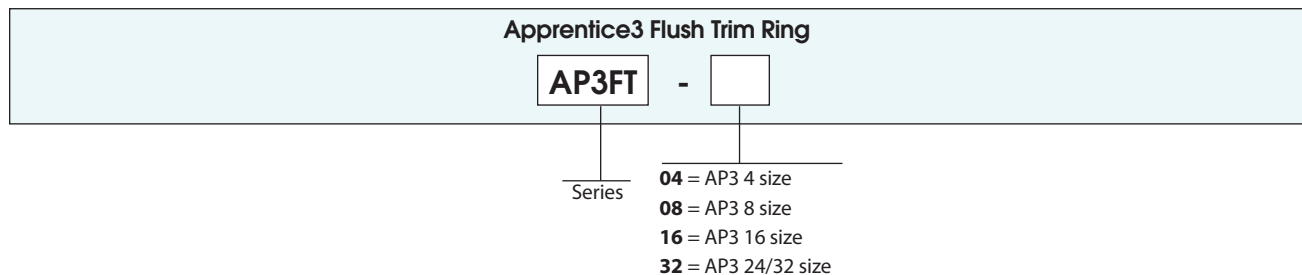 Apprentice3 Flush Trim Ring
AP3FT -
Series
04 = AP3 4 size
08 = AP3 8 size
16 = AP3 16 size
32 = AP3 24/32 size